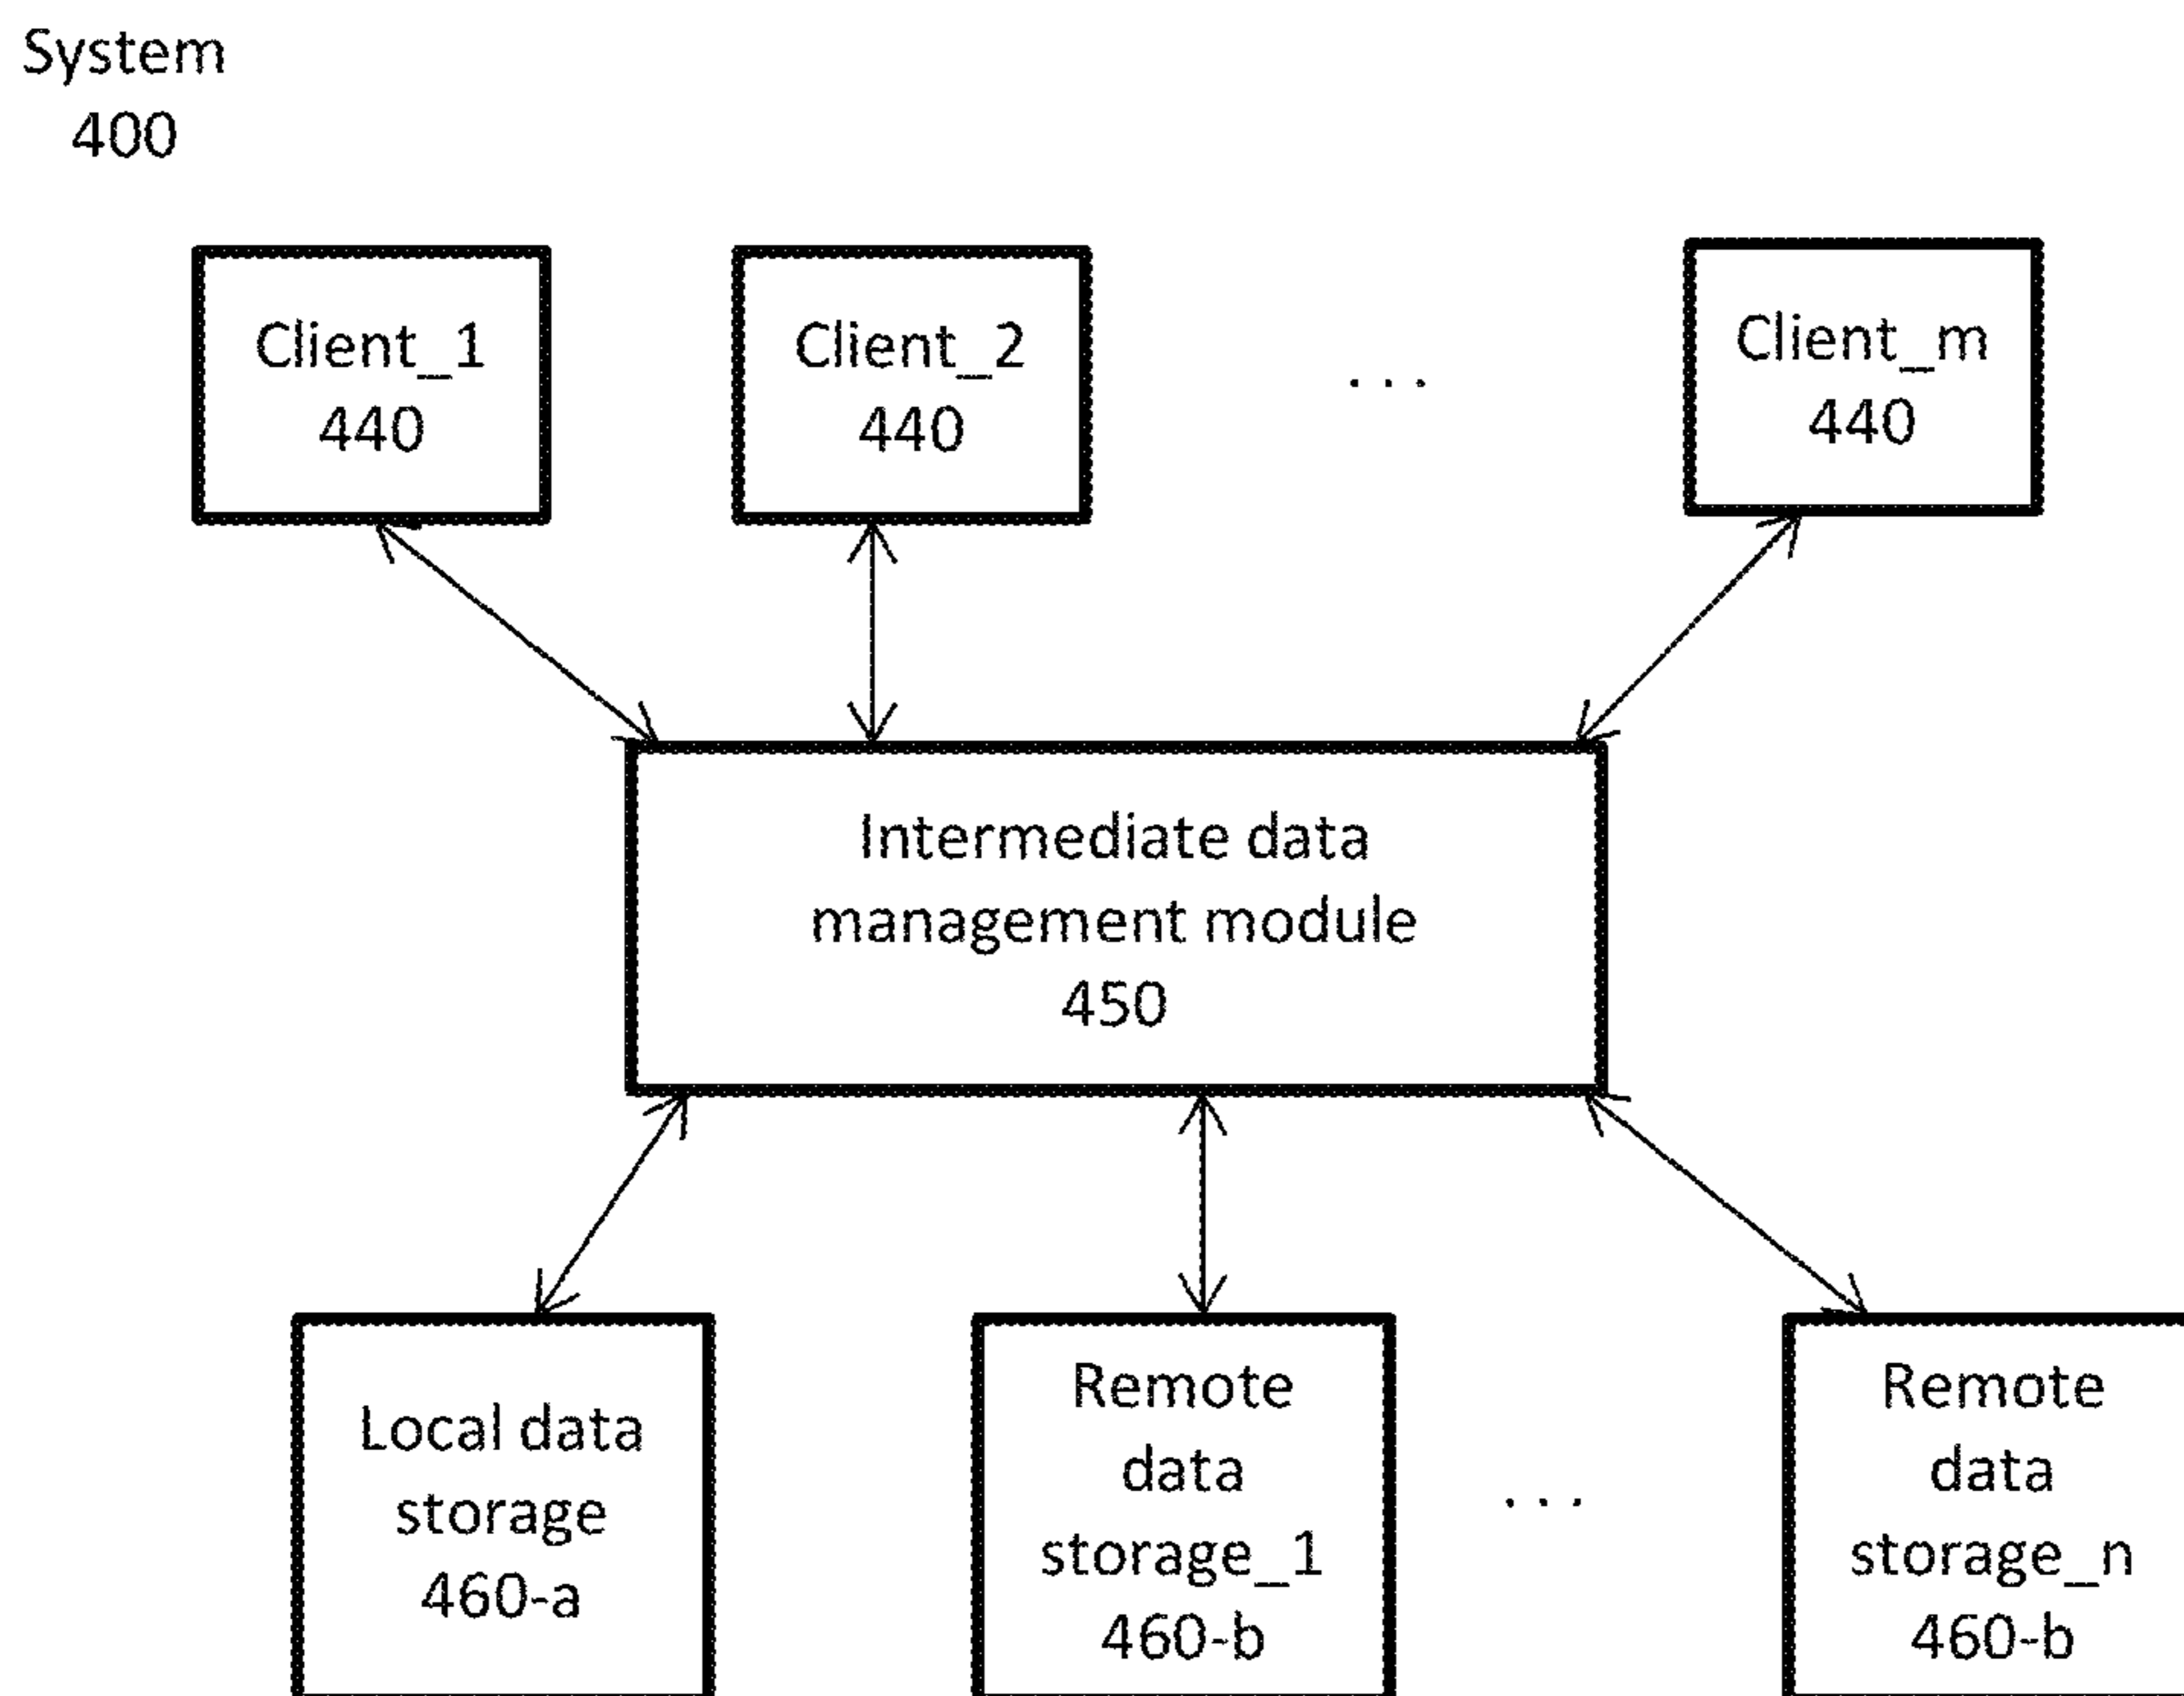 System
400
Client_1
440
Client_2
440
. . .
Client_m
440
Intermediate data
management module
450
Local data
storage
460-a
Remote
data
storage_1
460-b
. . .
Remote
data
storage_n
460-b